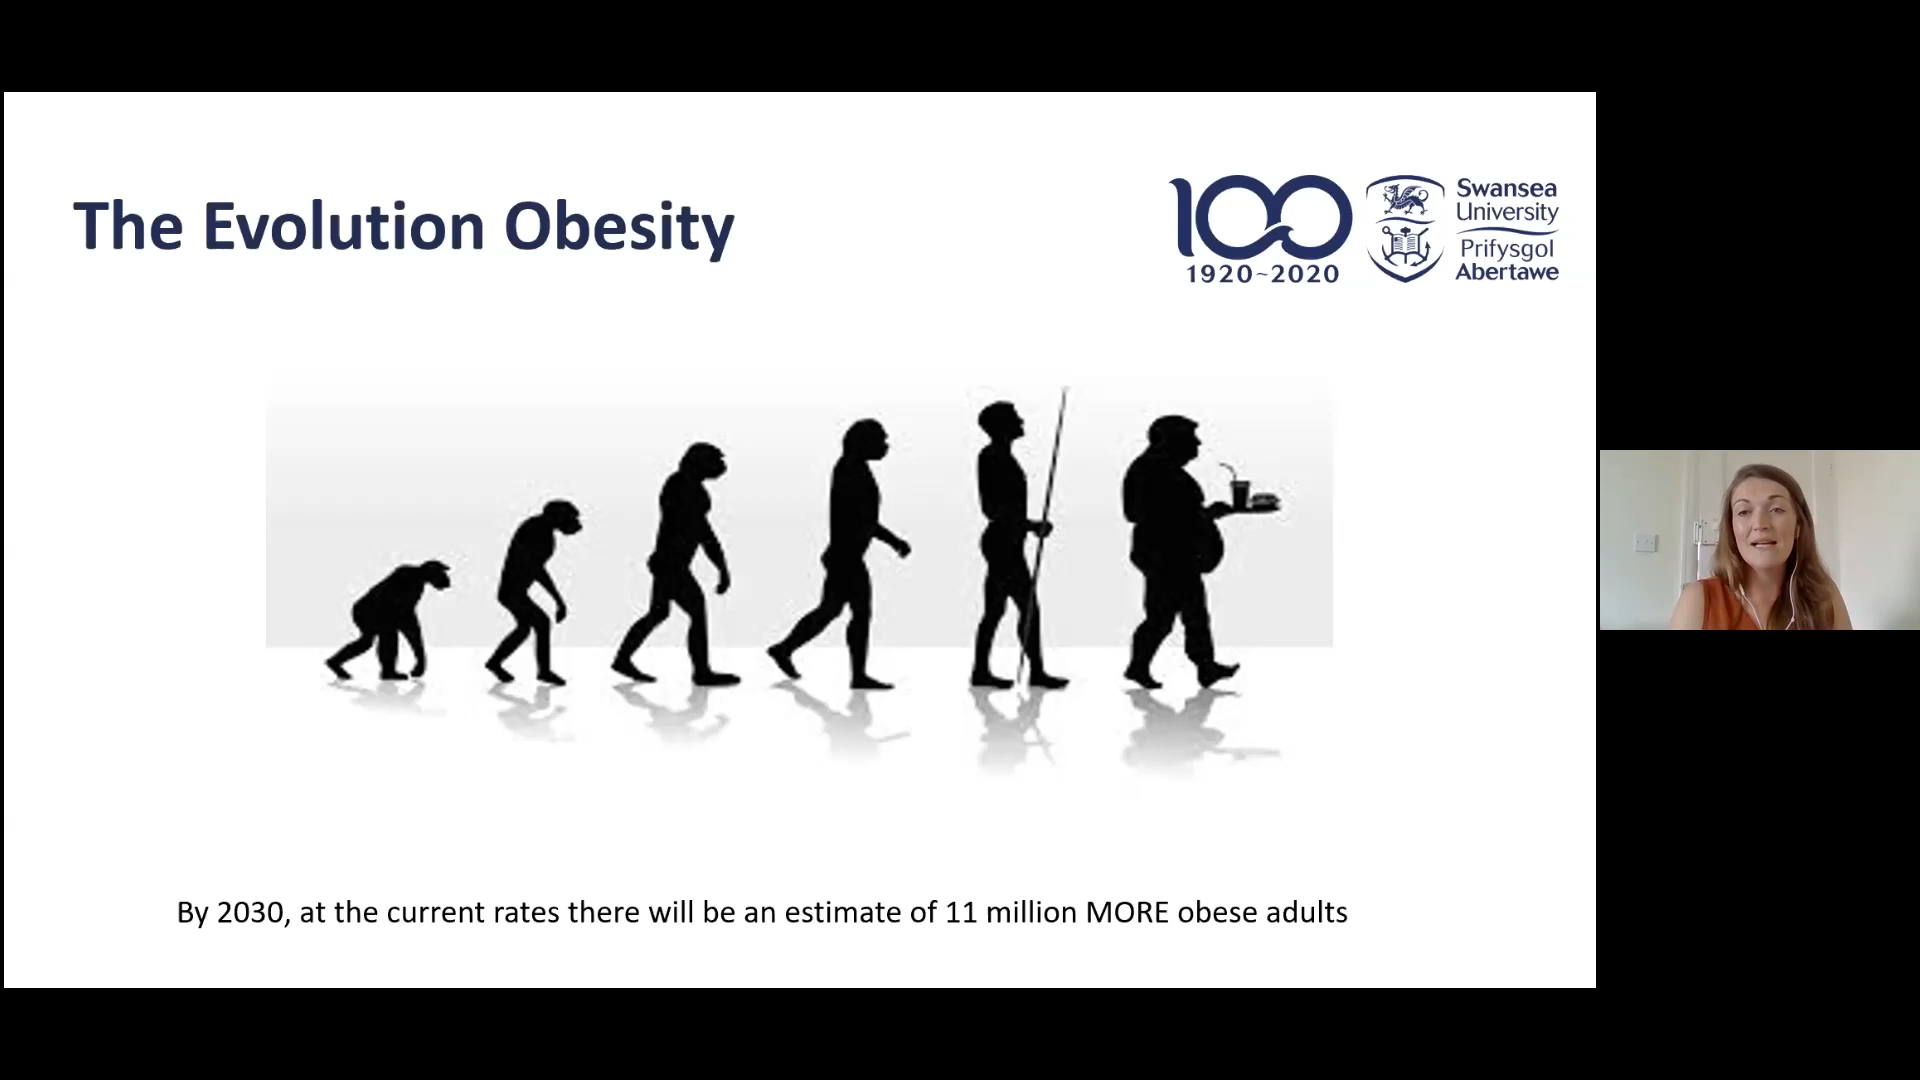 The Evolution Obesity
100
1920~2020
Swansea
University
Prifysgol
Abertawe
By 2030, at the current rates there will be an estimate of 11 million MORE obese adults